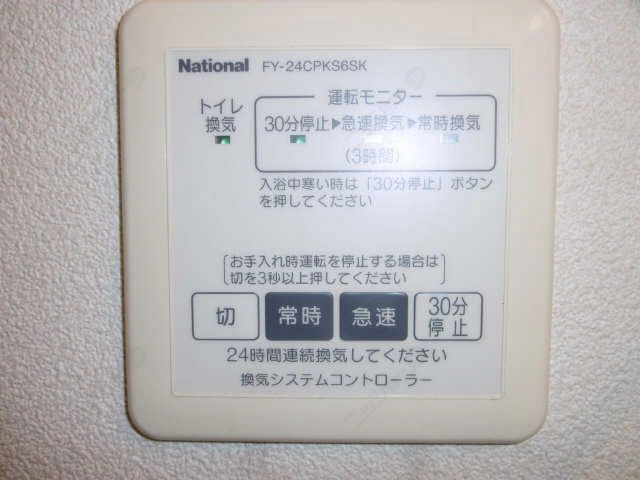 National FY-24CPKS6SK
運転モニター
トイレ
換気
30分停止▶急速換気▶常時換気
(3時間)
入浴中寒い時は「30分停止」ボタン
を押してください
お手入れ時運転を停止する場合は
切を3秒以上押してください
切 常時 急速 30分
停止
24時間連続換気してください
換気システムコントローラー